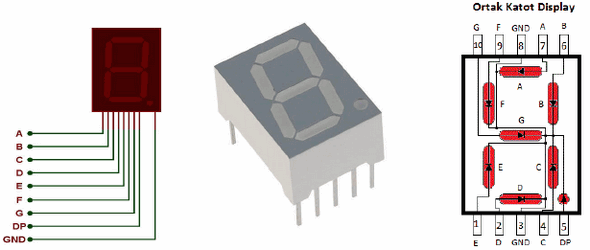 A
B
C
D
E
F
G
DP
GND
Ortak Katot Display
G F GND A B
10 9 8 7 6
A
F B
G
E C
D
1 2 3 4 5
E D GND C DP